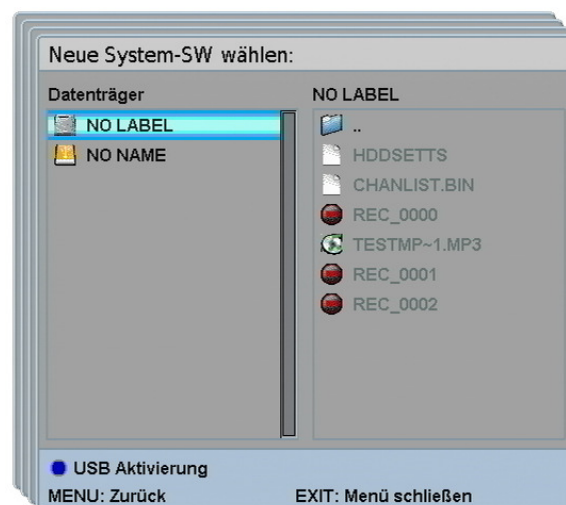 Neue System-SW wählen:
Datenträger
NO LABEL
NO NAME
NO LABEL
..
HDDSETTS
CHANLIST.BIN
REC_0000
TESTMP~1.MP3
REC_0001
REC_0002
USB Aktivierung
MENU: Zurück EXIT: Menü schließen